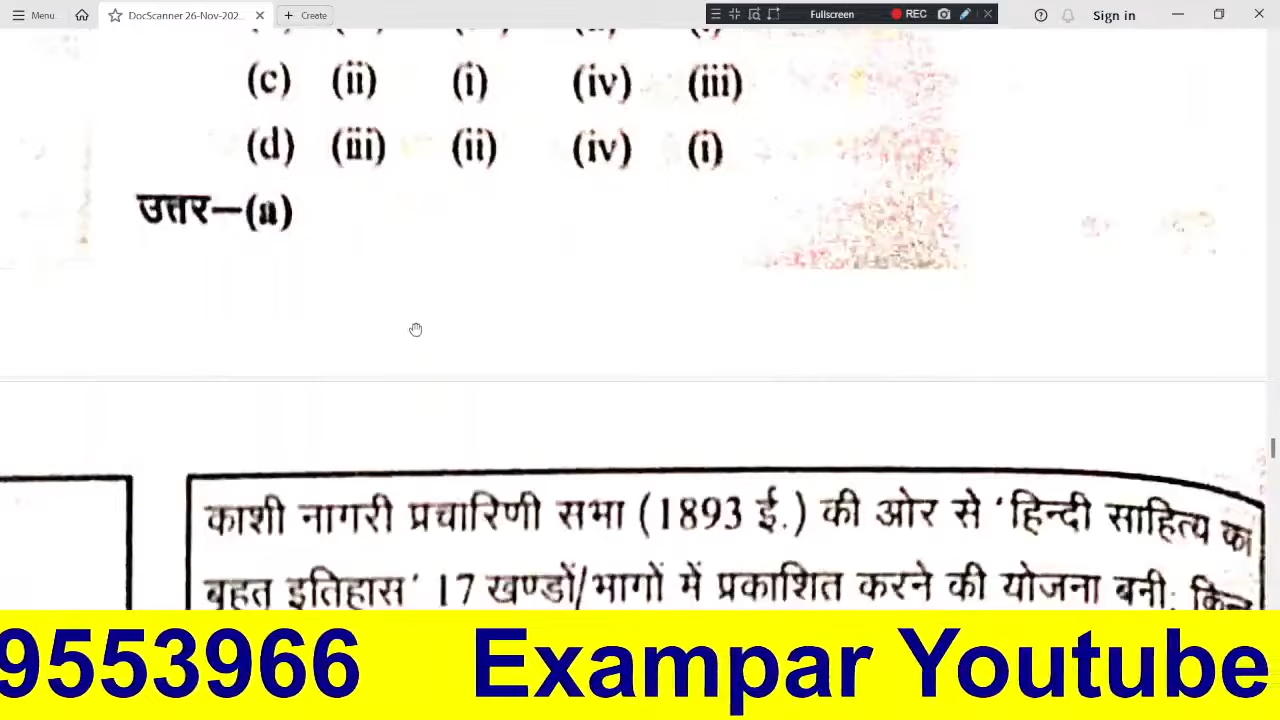 Menu DocScanner 26-Nov-202... Create Fullscreen REC Sign in
(c) (ii) (i) (iv) (iii)
(d) (iii) (ii) (iv) (i)
उत्तर–(a)
काशी नागरी प्रचारिणी सभा (1893 ई.) की ओर से 'हिन्दी साहित्य का
बृहत इतिहास' 17 खण्डों/भागों में प्रकाशित करने की योजना बनी;
9553966 Exampar Youtube